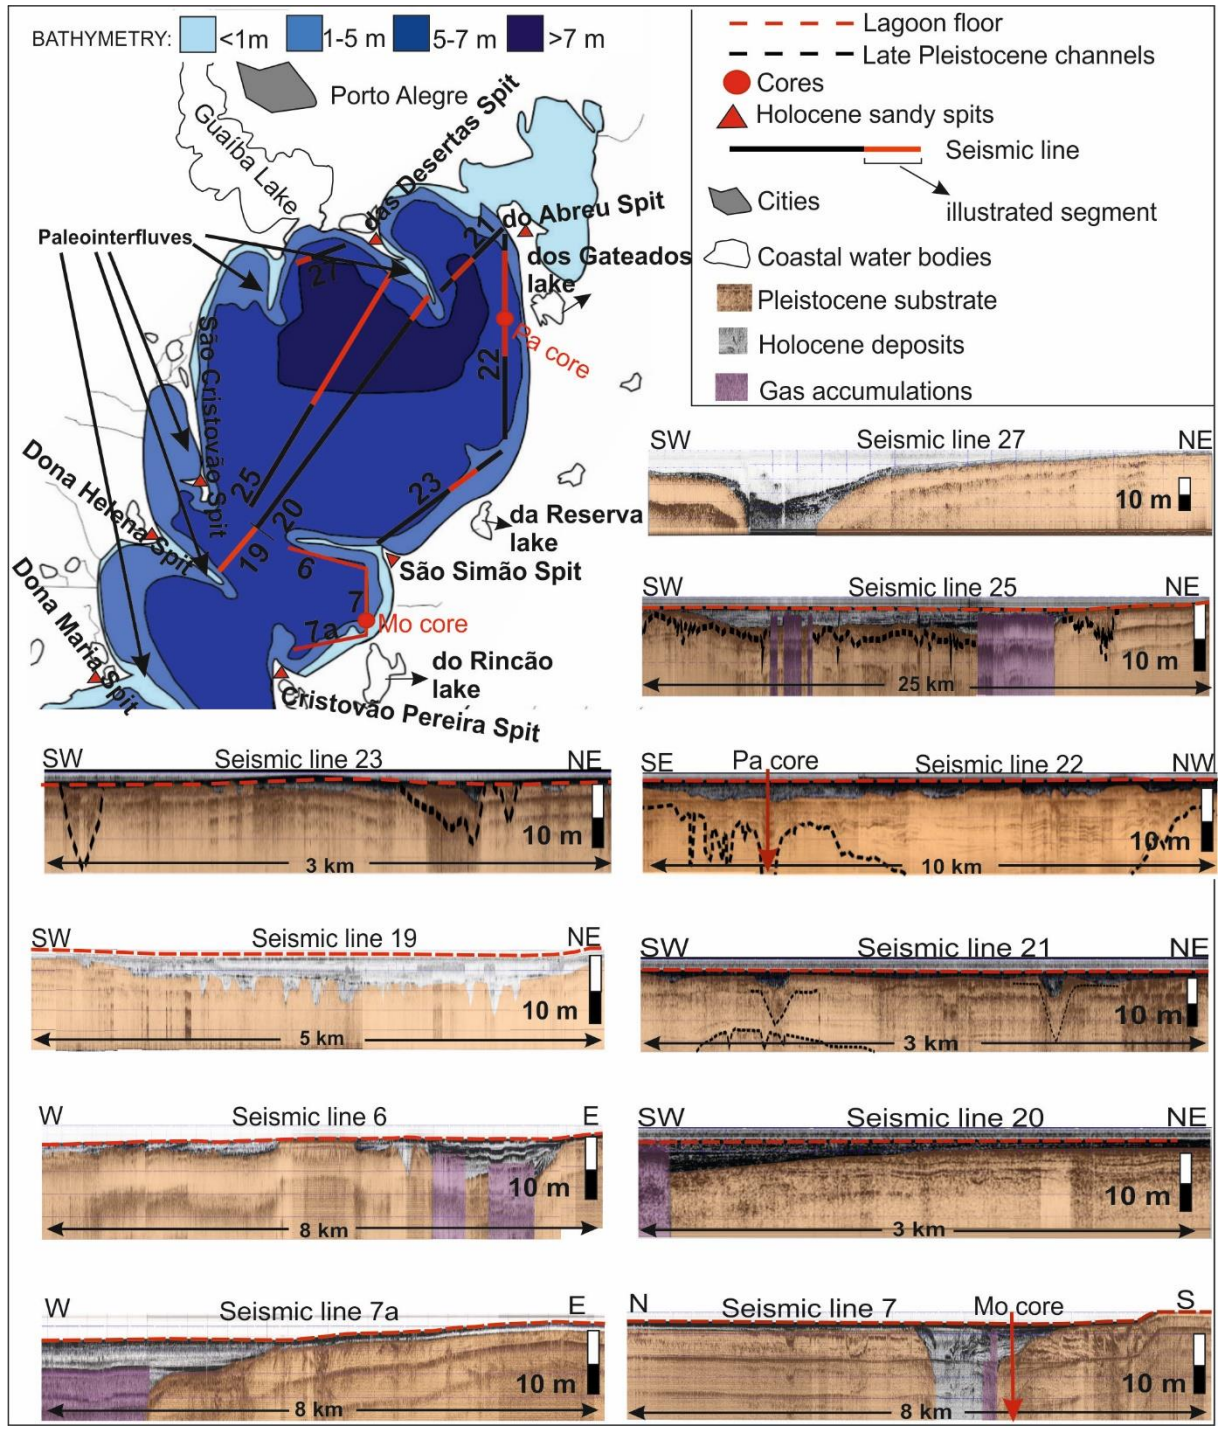 BATHYMETRY: <1m 1-5 m 5-7 m >7 m
Porto Alegre
Guaíba Lake
das Desertas Spit
Paleointerfluves
do Abreu Spit
dos Gateados
lake
21
27
Pa core
22
São Cristovão Spit
Dona Helena Spit
25
20
23
19
da Reserva
lake
6
São Simão Spit
7
Mo core
7a
Dona Maria Spit
do Rincão
lake
Cristovão Pereira Spit
Lagoon floor
Late Pleistocene channels
Cores
Holocene sandy spits
Seismic line
illustrated segment
Cities
Coastal water bodies
Pleistocene substrate
Holocene deposits
Gas accumulations
SW Seismic line 27 NE
10 m
SW Seismic line 25 NE
10 m
25 km
SW Seismic line 23 NE
10 m
3 km
SE Pa core Seismic line 22 NW
10 m
10 km
SW Seismic line 19 NE
10 m
5 km
SW Seismic line 21 NE
10 m
3 km
W Seismic line 6 E
10 m
8 km
SW Seismic line 20 NE
10 m
3 km
W Seismic line 7a E
10 m
8 km
N Seismic line 7 Mo core S
10 m
8 km